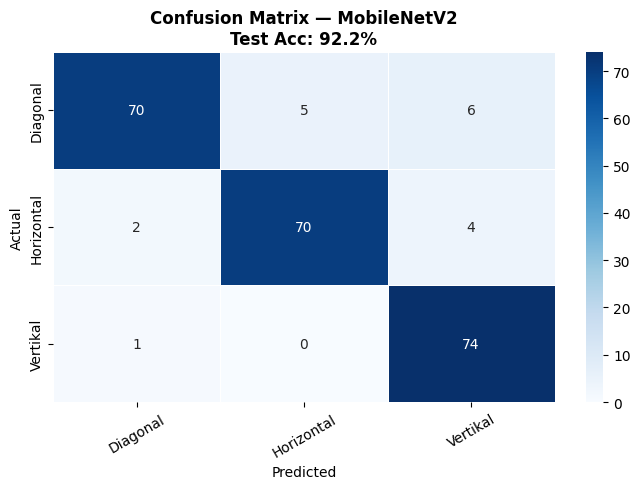 Confusion Matrix — MobileNetV2
Test Acc: 92.2%
Actual
Diagonal
70 5 6
Horizontal
2 70 4
Vertikal
1 0 74
Diagonal Horizontal Vertikal
Predicted
70
60
50
40
30
20
10
0